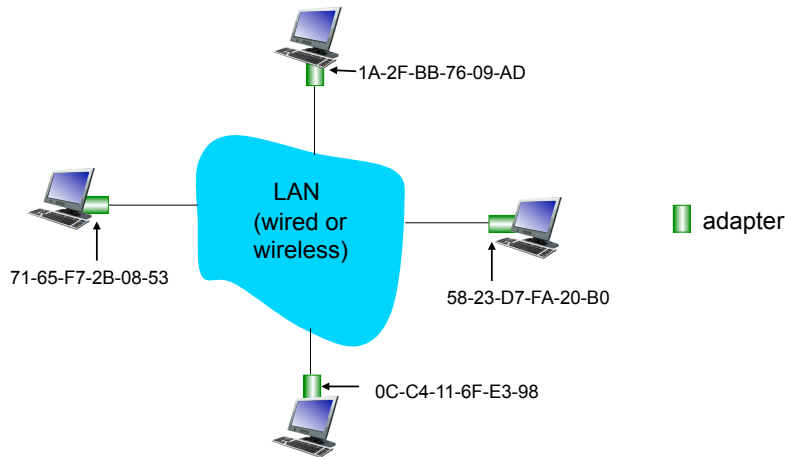 1A-2F-BB-76-09-AD
LAN
(wired or
wireless)
adapter
71-65-F7-2B-08-53
58-23-D7-FA-20-B0
0C-C4-11-6F-E3-98